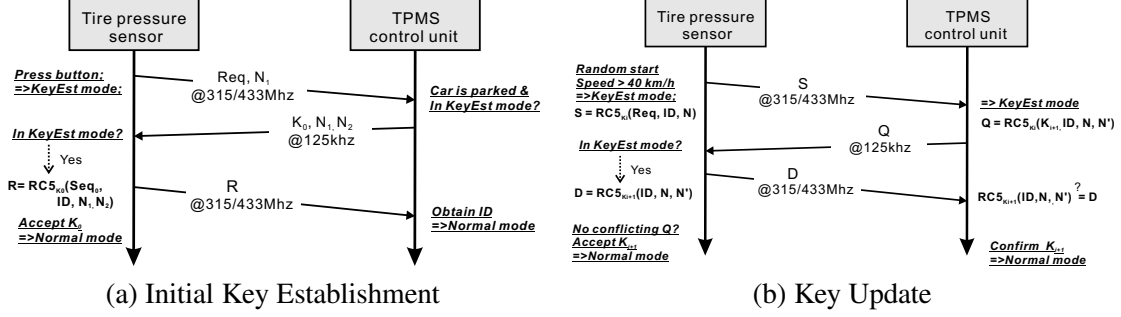 Tire pressure
sensor
TPMS
control unit
Press button;
=>KeyEst mode;
Req, N₁
@315/433Mhz
Car is parked &
In KeyEst mode?
K₀, N₁, N₂
@125khz
In KeyEst mode?
Yes
R= RC5K0(Seq₀,
ID, N₁, N₂)
R
@315/433Mhz
Accept K₀
=>Normal mode
Obtain ID
=>Normal mode
(a) Initial Key Establishment
Tire pressure
sensor
TPMS
control unit
Random start
Speed > 40 km/h
=>KeyEst mode;
S = RC5Ki(Req, ID, N)
S
@315/433Mhz
=> KeyEst mode
Q = RC5Ki(Ki+1, ID, N, N')
Q
@125khz
In KeyEst mode?
Yes
D = RC5Ki+1(ID, N, N')
D
@315/433Mhz
RC5Ki+1(ID,N,, N') ?= D
No conflicting Q?
Accept Ki+1
=>Normal mode
Confirm Ki+1
=>Normal mode
(b) Key Update